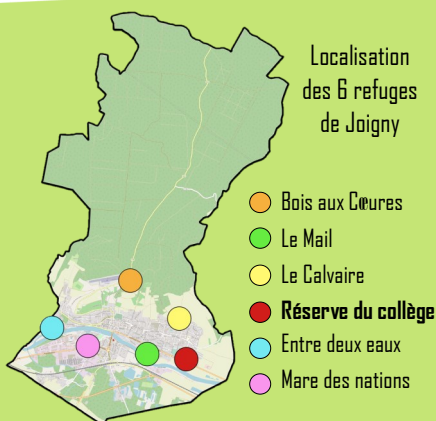 Localisation
des 6 refuges
de Joigny
Bois aux Cœures
Le Mail
Le Calvaire
Réserve du collège
Entre deux eaux
Mare des nations